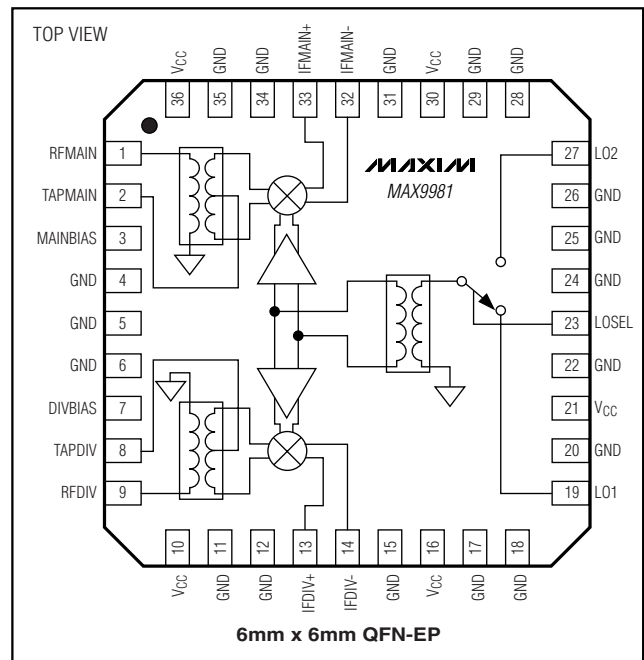 TOP VIEW
VCC
GND
GND
IFMAIN+
IFMAIN-
GND
VCC
GND
GND
36
35
34
33
32
31
30
29
28
RFMAIN 1
TAPMAIN 2
MAINBIAS 3
GND 4
GND 5
GND 6
DIVBIAS 7
TAPDIV 8
RFDIV 9
MAXIM
MAX9981
27 LO2
26 GND
25 GND
24 GND
23 LOSEL
22 GND
21 VCC
20 GND
19 LO1
10
11
12
13
14
15
16
17
18
VCC
GND
GND
IFDIV+
IFDIV-
GND
VCC
GND
GND
6mm x 6mm QFN-EP